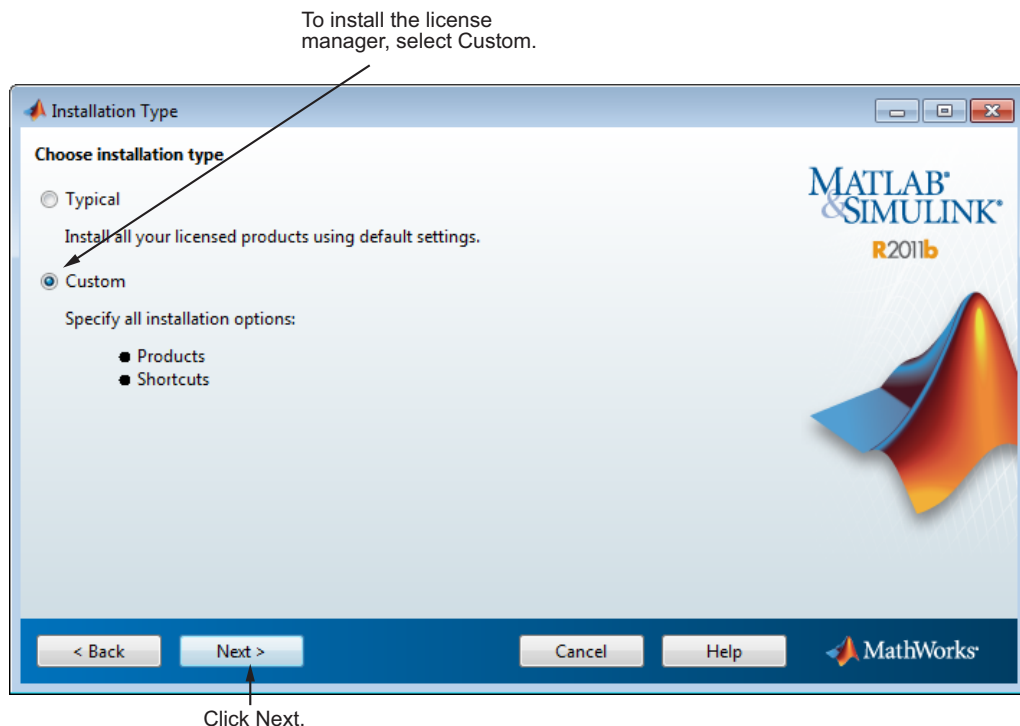 To install the license
manager, select Custom.
Installation Type
Choose installation type
Typical
Install all your licensed products using default settings.
Custom
Specify all installation options:
Products
Shortcuts
MATLAB®
&SIMULINK®
R2011b
< Back
Next >
Cancel
Help
MathWorks®
Click Next.